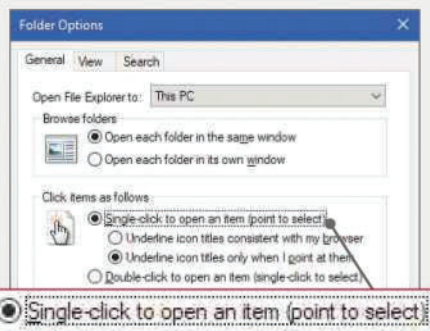 Folder Options
General View Search
Open File Explorer to: This PC
Browse folders
Open each folder in the same window
Open each folder in its own window
Click items as follows
Single-click to open an item (point to select)
Underline icon titles consistent with my browser
Underline icon titles only when I point at them
Double-click to open an item (single-click to select)
Single-click to open an item (point to select)